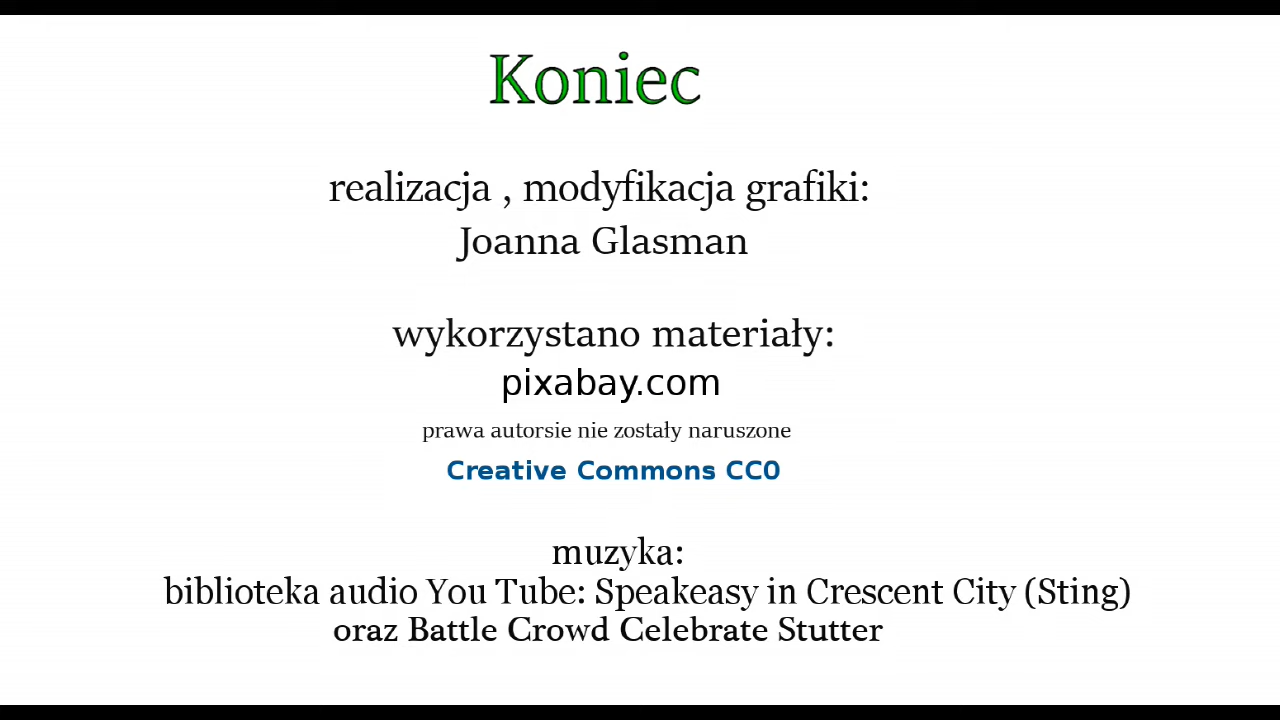 Koniec
realizacja , modyfikacja grafiki:
Joanna Glasman
wykorzystano materiały:
pixabay.com
prawa autorsie nie zostały naruszone
Creative Commons CC0
muzyka:
biblioteka audio You Tube: Speakeasy in Crescent City (Sting)
oraz Battle Crowd Celebrate Stutter